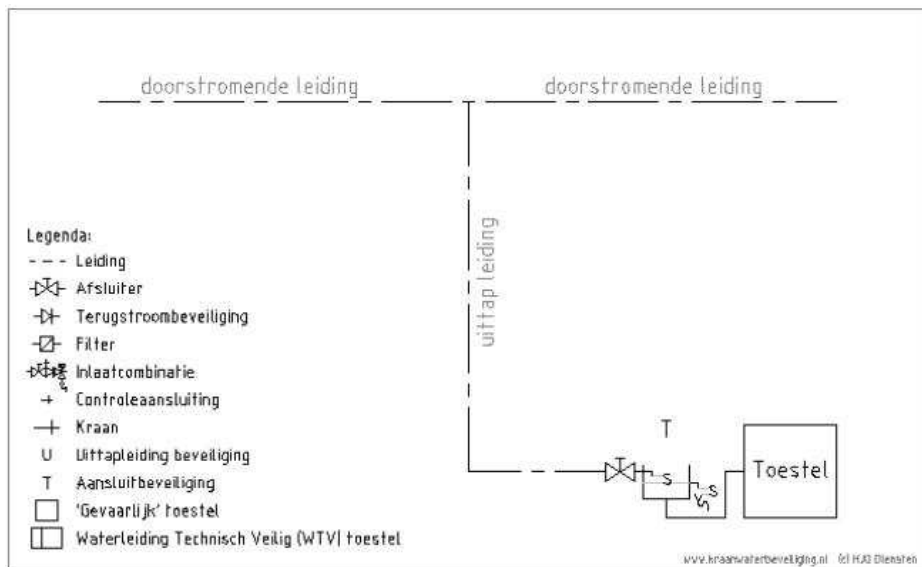 doorstromende leiding doorstromende leiding
uittap leiding
Legenda:
Leiding
Afsluiter
Terugstroombeveiliging
Filter
Inlaatcombinatie
Controleaansluiting
Kraan
U Uittapleiding beveiliging
T Aansluitbeveiliging
'Gevaarlijk' toestel
Waterleiding Technisch Veilig (WTV) toestel
T
Toestel
www.kraanwaterbeveiliging.nl (c) HJO Diensten